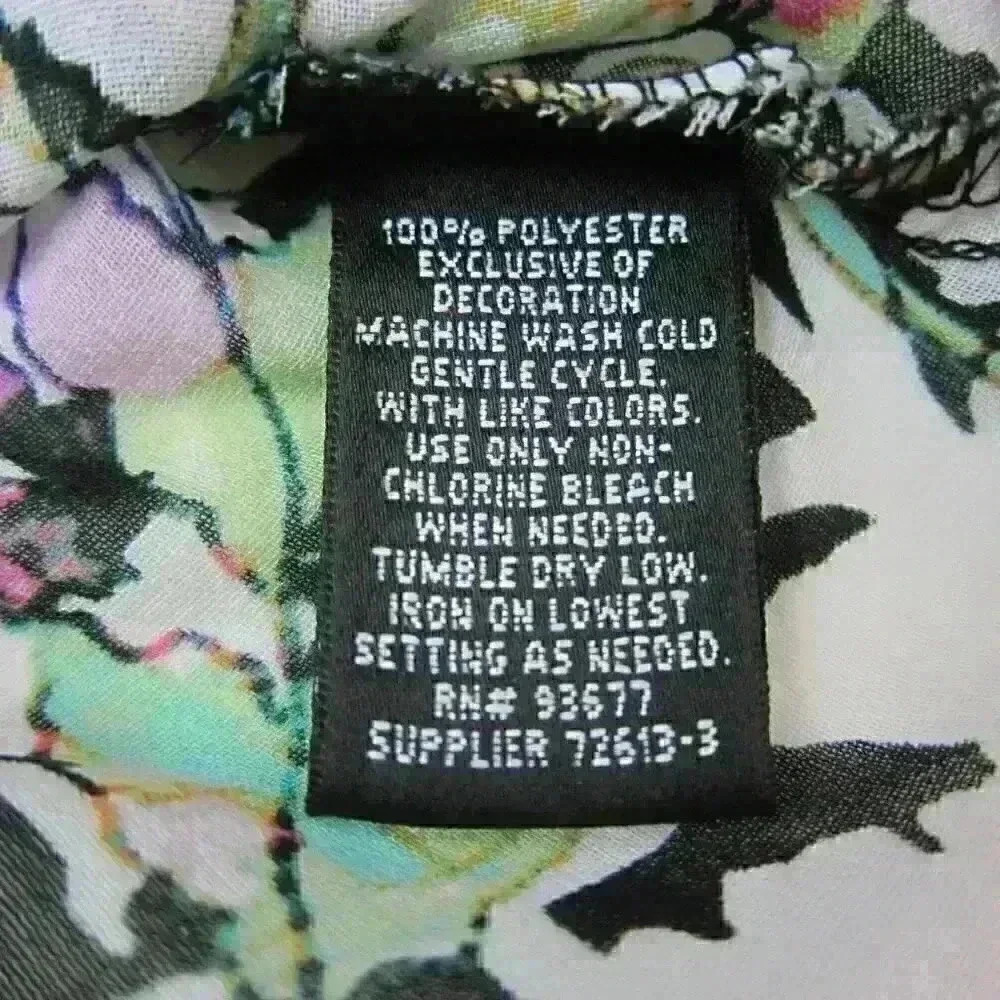 100% POLYESTER
EXCLUSIVE OF
DECORATION
MACHINE WASH COLD
GENTLE CYCLE.
WITH LIKE COLORS.
USE ONLY NON-
CHLORINE BLEACH
WHEN NEEDED.
TUMBLE DRY LOW.
IRON ON LOWEST
SETTING AS NEEDED.
RN# 93677
SUPPLIER 72613-3